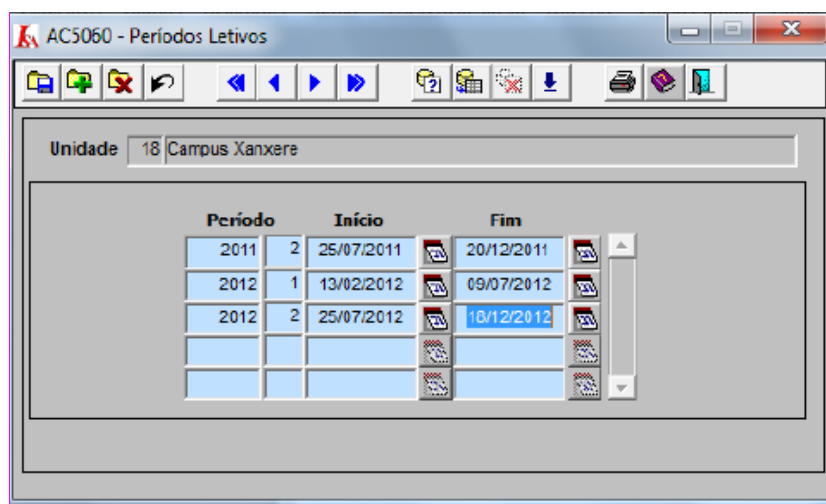 AC5060 - Períodos Letivos
Unidade 18 Campus Xanxere
Período Início Fim
2011 2 25/07/2011 20/12/2011
2012 1 13/02/2012 09/07/2012
2012 2 25/07/2012 18/12/2012